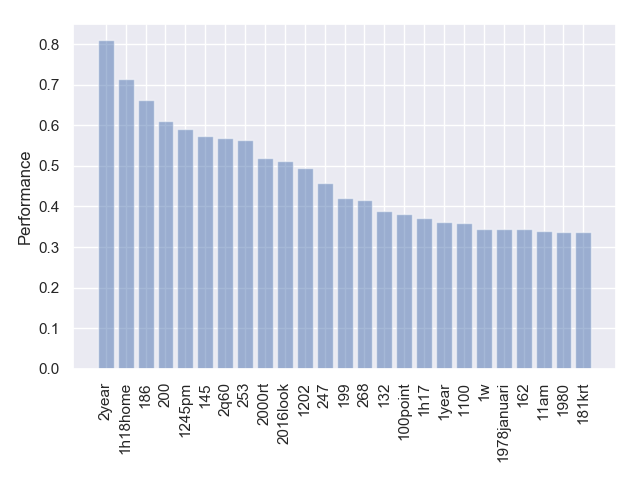 0.8
0.7
0.6
0.5
0.4
0.3
0.2
0.1
0.0
Performance
2year
1h18home
186
200
1245pm
145
2q60
253
2000rt
2016look
1202
247
199
268
132
100point
1h17
1year
1100
1w
1978januari
162
11am
1980
181krt